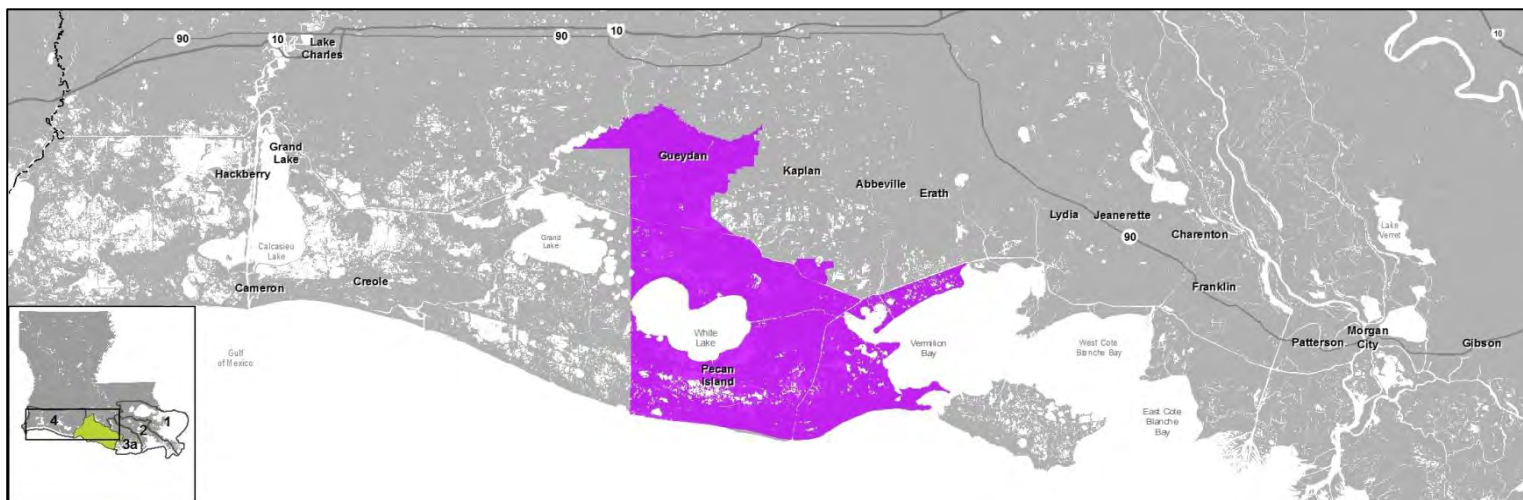 90
10
Lake
Charles
90
10
10
Grand
Lake
Hackberry
Gueydan
Kaplan
Abbeville
Erath
Lydia
Jeanerette
90
Charenton
Lake
Verret
Grand
Lake
Calcasieu
Lake
Cameron
Creole
Franklin
White
Lake
Vermilion
Bay
West Cote
Blanche Bay
Patterson
Morgan
City
Gibson
Gulf
of Mexico
Pecan
Island
East Cote
Blanche
Bay
4
2
1
3a